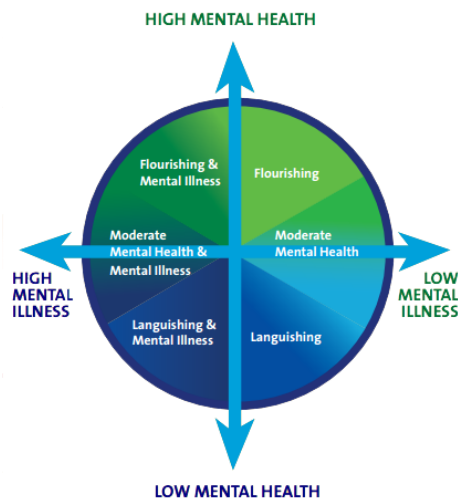 HIGH MENTAL HEALTH
Flourishing &
Mental Illness
Flourishing
Moderate
Mental Health &
Mental Illness
Moderate
Mental Health
HIGH
MENTAL
ILLNESS
LOW
MENTAL
ILLNESS
Languishing &
Mental Illness
Languishing
LOW MENTAL HEALTH